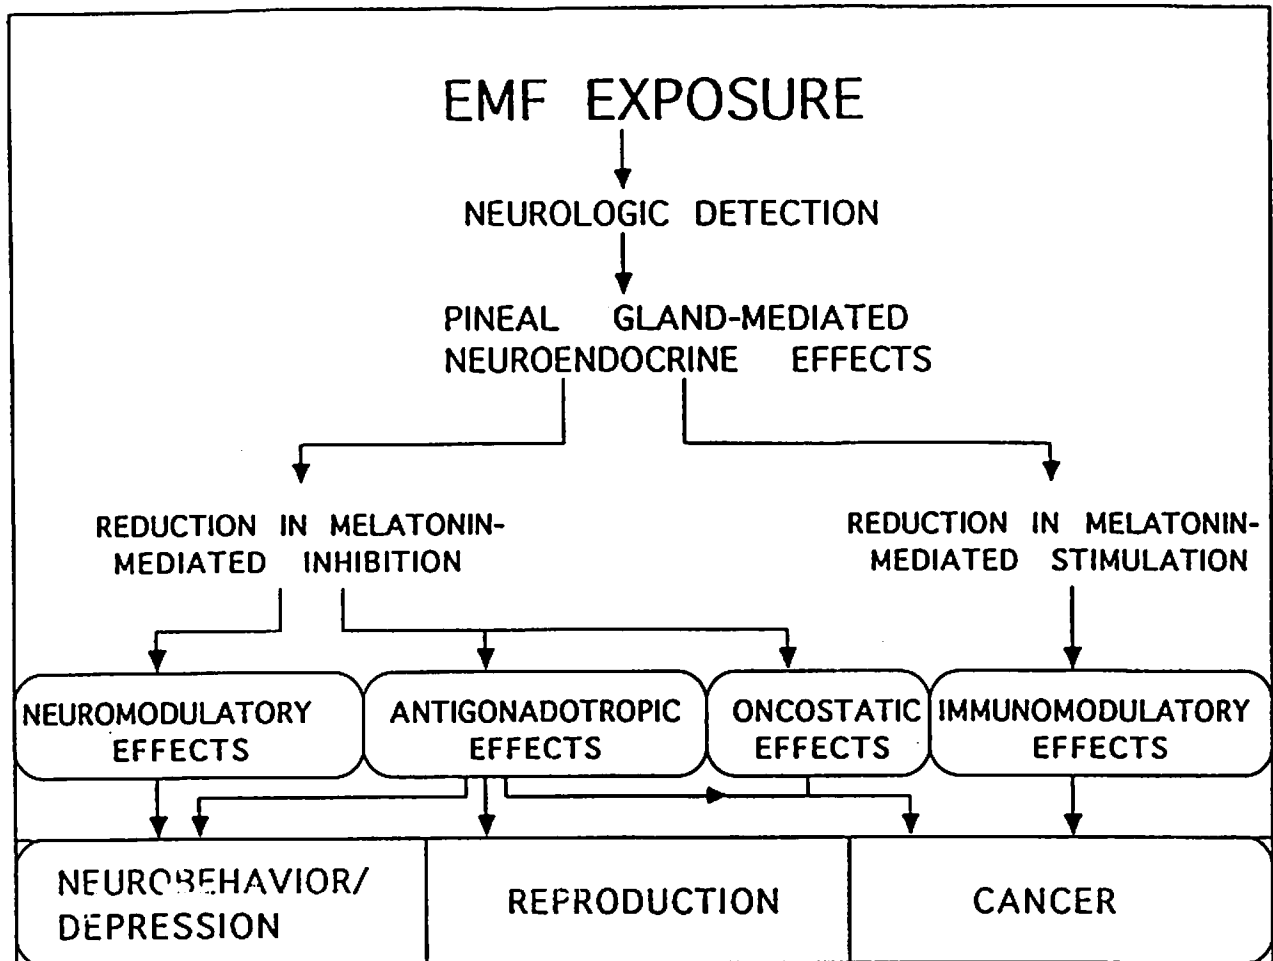 EMF EXPOSURE
NEUROLOGIC DETECTION
PINEAL GLAND-MEDIATED
NEUROENDOCRINE EFFECTS
REDUCTION IN MELATONIN-
MEDIATED INHIBITION
REDUCTION IN MELATONIN-
MEDIATED STIMULATION
NEUROMODULATORY
EFFECTS
ANTIGONADOTROPIC
EFFECTS
ONCOSTATIC
EFFECTS
IMMUNOMODULATORY
EFFECTS
NEUROBEHAVIOR/
DEPRESSION
REPRODUCTION
CANCER